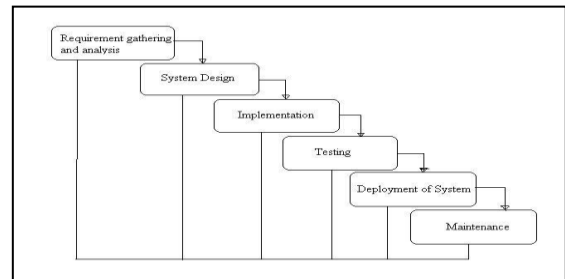 Requirement gathering
and analysis
System Design
Implementation
Testing
Deployment of System
Maintenance